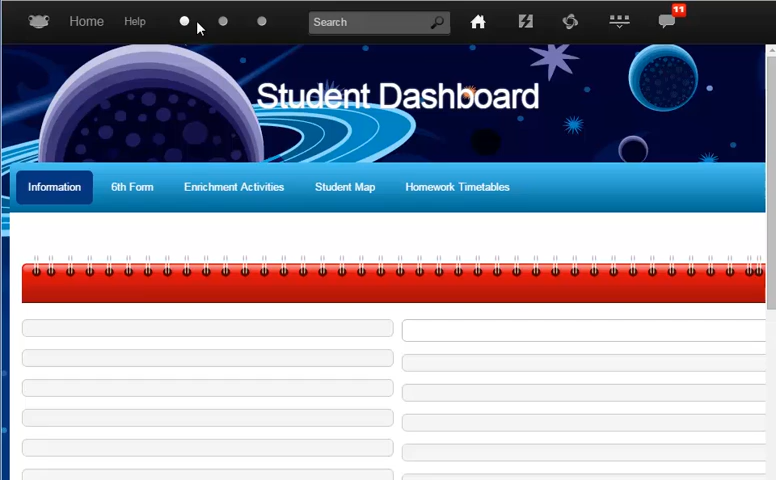 Home Help Search 11
Student Dashboard
Information 6th Form Enrichment Activities Student Map Homework Timetables